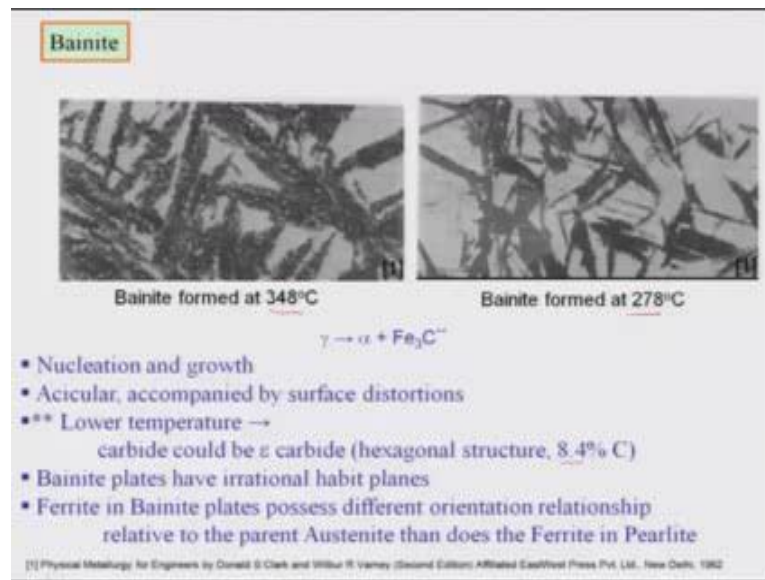 Bainite
[1]
[1]
Bainite formed at 348°C
Bainite formed at 278°C
γ → α + Fe₃C**
▪ Nucleation and growth
▪ Acicular, accompanied by surface distortions
▪** Lower temperature →
carbide could be ε carbide (hexagonal structure, 8.4% C)
▪ Bainite plates have irrational habit planes
▪ Ferrite in Bainite plates possess different orientation relationship
relative to the parent Austenite than does the Ferrite in Pearlite
[1] Physical Metallurgy for Engineers by Donald S Clark and Wilbur R Varney (Second Edition) Affiliated EastWest Press Pvt. Ltd., New Delhi, 1962